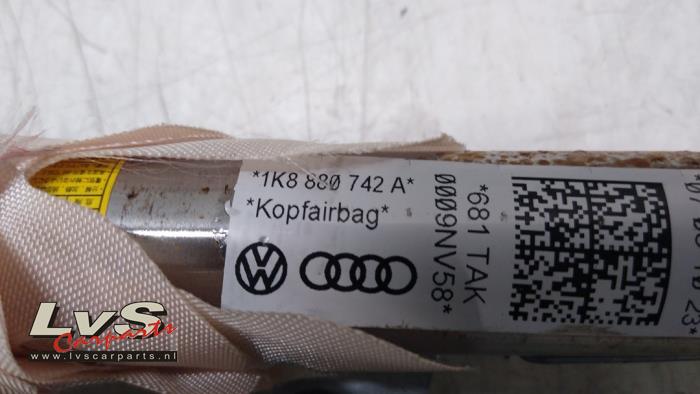 *1K8 880 742 A*
*Kopfairbag*
*681 TAK
0009NV58*
LvS
Carparts
www.lvscarparts.nl